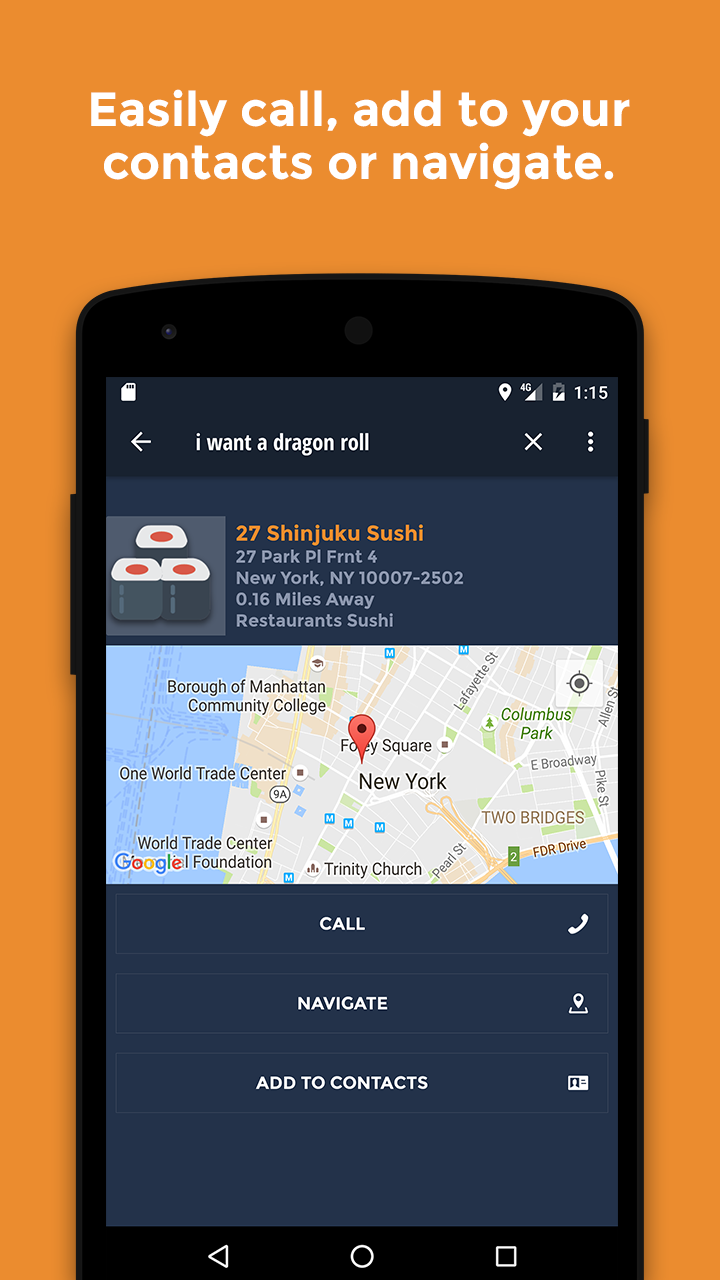 Easily call, add to your
contacts or navigate.
4G 1:15
i want a dragon roll
27 Shinjuku Sushi
27 Park Pl Frnt 4
New York, NY 10007-2502
0.16 Miles Away
Restaurants Sushi
M M
Lafayette St
Borough of Manhattan
Community College
Allen S
Columbus
Park
Foley Square
E Broadway
One World Trade Center
New York
Pike St
9A
TWO BRIDGES
M M M
World Trade Center
FDR Drive
2
Google l Foundation
Pearl St
Trinity Church
M
CALL
NAVIGATE
ADD TO CONTACTS